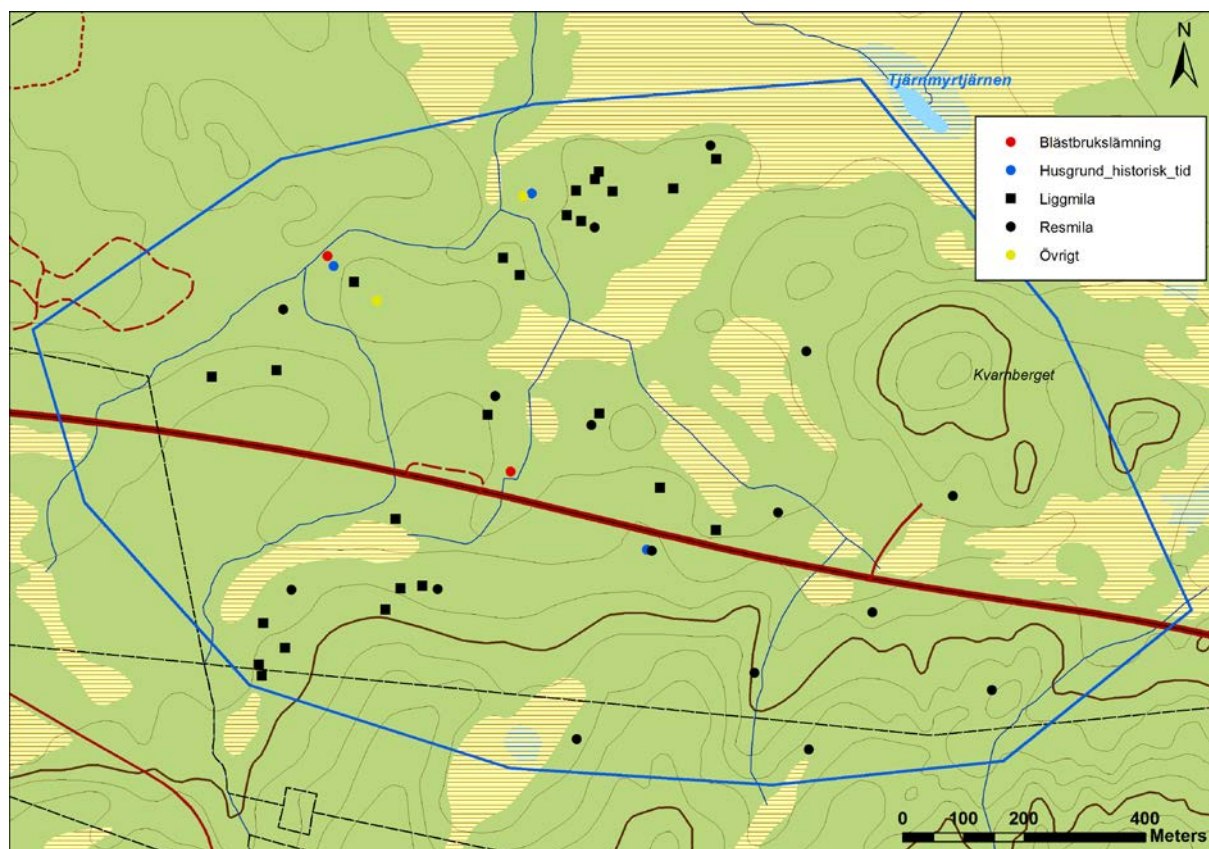 N
Tjärnmyrtjärnen
Blästbrukslämning
Husgrund_historisk_tid
Liggmila
Resmila
Övrigt
Kvarnberget
0 100 200 400
Meters